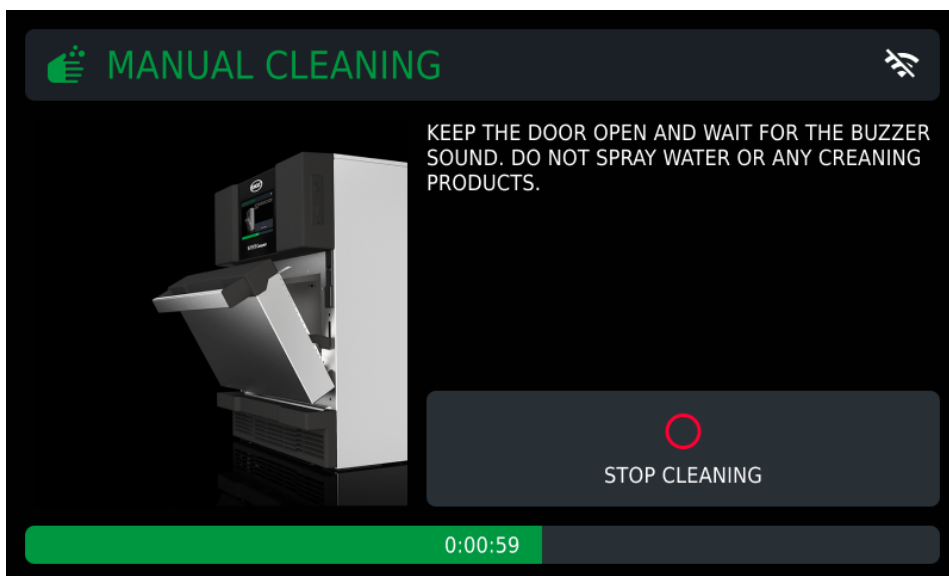 MANUAL CLEANING
KEEP THE DOOR OPEN AND WAIT FOR THE BUZZER
SOUND. DO NOT SPRAY WATER OR ANY CREANING
PRODUCTS.
STOP CLEANING
0:00:59